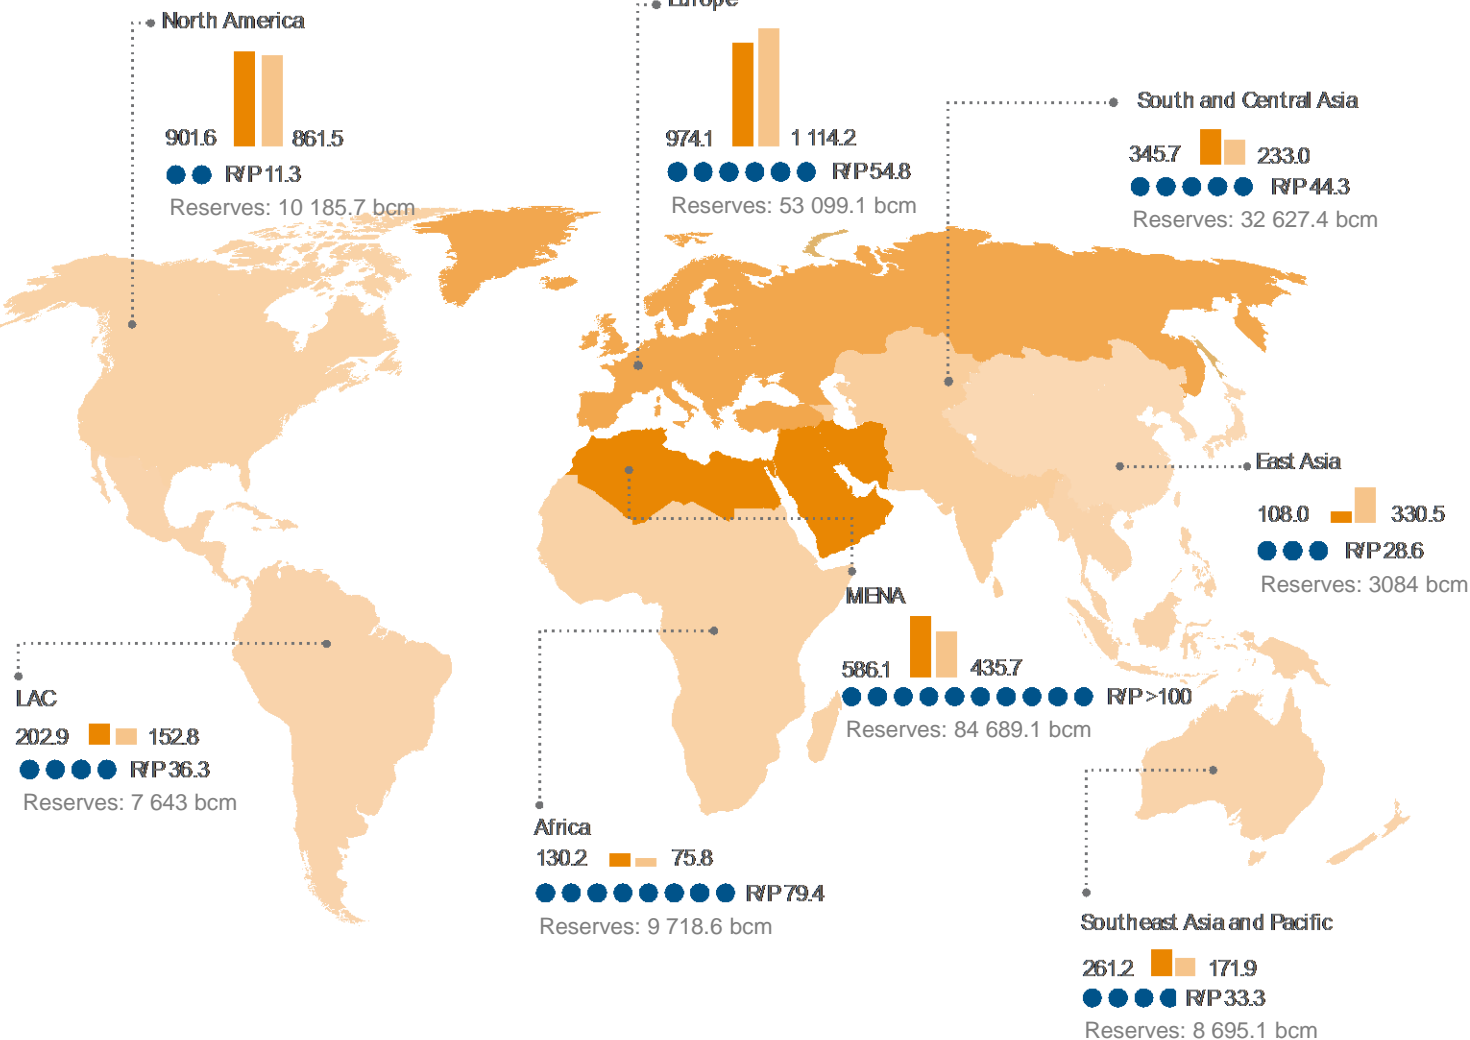 North America
901.6 861.5
R/P 11.3
Reserves: 10 185.7 bcm
Europe
974.1 1 114.2
R/P 54.8
Reserves: 53 099.1 bcm
South and Central Asia
345.7 233.0
R/P 44.3
Reserves: 32 627.4 bcm
East Asia
108.0 330.5
R/P 28.6
Reserves: 3084 bcm
MENA
586.1 435.7
R/P >100
Reserves: 84 689.1 bcm
LAC
202.9 152.8
R/P 36.3
Reserves: 7 643 bcm
Africa
130.2 75.8
R/P 79.4
Reserves: 9 718.6 bcm
Southeast Asia and Pacific
261.2 171.9
R/P 33.3
Reserves: 8 695.1 bcm